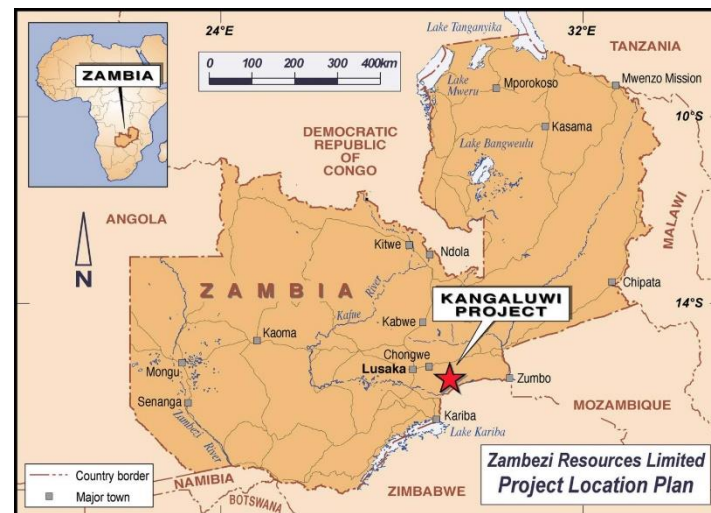 24°E
32°E
Lake Tanganyika
TANZANIA
ZAMBIA
0 100 200 300 400km
Lake
Mweru
Mporokoso
Mwenzo Mission
10°S
Kasama
DEMOCRATIC
REPUBLIC
OF
CONGO
Lake Bangweulu
ANGOLA
MALAWI
N
Kitwe
Ndola
ZAMBIA
Kafue
River
KANGALUWI
PROJECT
Chipata
14°S
Kabwe
Kaoma
Chongwe
Lusaka
Mongu
Zumbo
Senanga
MOZAMBIQUE
Kariba
Lake Kariba
Zambezi
River
NAMIBIA
BOTSWANA
ZIMBABWE
Country border
Major town
Zambezi Resources Limited
Project Location Plan